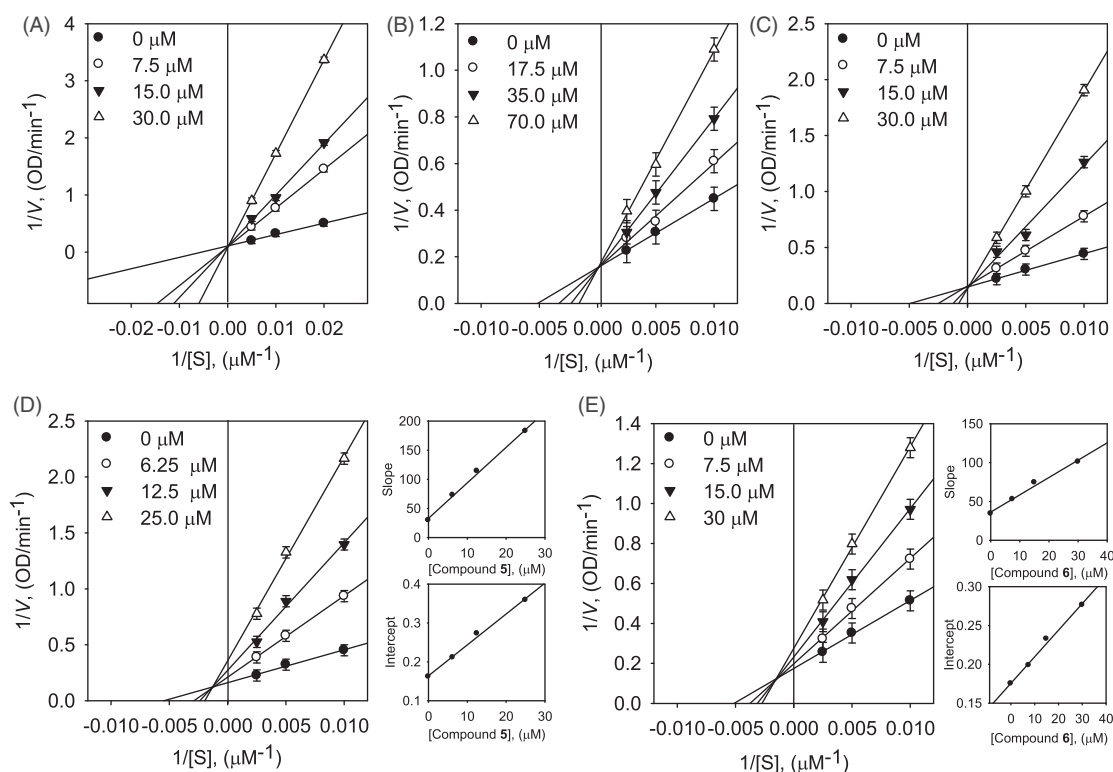 (A)
0 μM
7.5 μM
15.0 μM
30.0 μM
4
3
2
1
0
1/V, (OD/min⁻¹)
-0.02 -0.01 0.00 0.01 0.02
1/[S], (μM⁻¹)
(B)
0 μM
17.5 μM
35.0 μM
70.0 μM
1.2
1.0
0.8
0.6
0.4
0.2
0.0
1/V, (OD/min⁻¹)
-0.010 -0.005 0.000 0.005 0.010
1/[S], (μM⁻¹)
(C)
0 μM
7.5 μM
15.0 μM
30.0 μM
2.5
2.0
1.5
1.0
0.5
0.0
1/V, (OD/min⁻¹)
-0.010 -0.005 0.000 0.005 0.010
1/[S], (μM⁻¹)
(D)
0 μM
6.25 μM
12.5 μM
25.0 μM
2.5
2.0
1.5
1.0
0.5
0.0
1/V, (OD/min⁻¹)
-0.010 -0.005 0.000 0.005 0.010
1/[S], (μM⁻¹)
200
150
100
50
0
Slope
0 10 20 30
[Compound 5], (μM)
0.4
0.3
0.2
0.1
Intercept
0 10 20 30
[Compound 5], (μM)
(E)
0 μM
7.5 μM
15.0 μM
30 μM
1.4
1.2
1.0
0.8
0.6
0.4
0.2
0.0
1/V, (OD/min⁻¹)
-0.010 -0.005 0.000 0.005 0.010
1/[S], (μM⁻¹)
150
100
50
0
Slope
0 10 20 30 40
[Compound 6], (μM)
0.30
0.25
0.20
0.15
Intercept
0 10 20 30 40
[Compound 6], (μM)